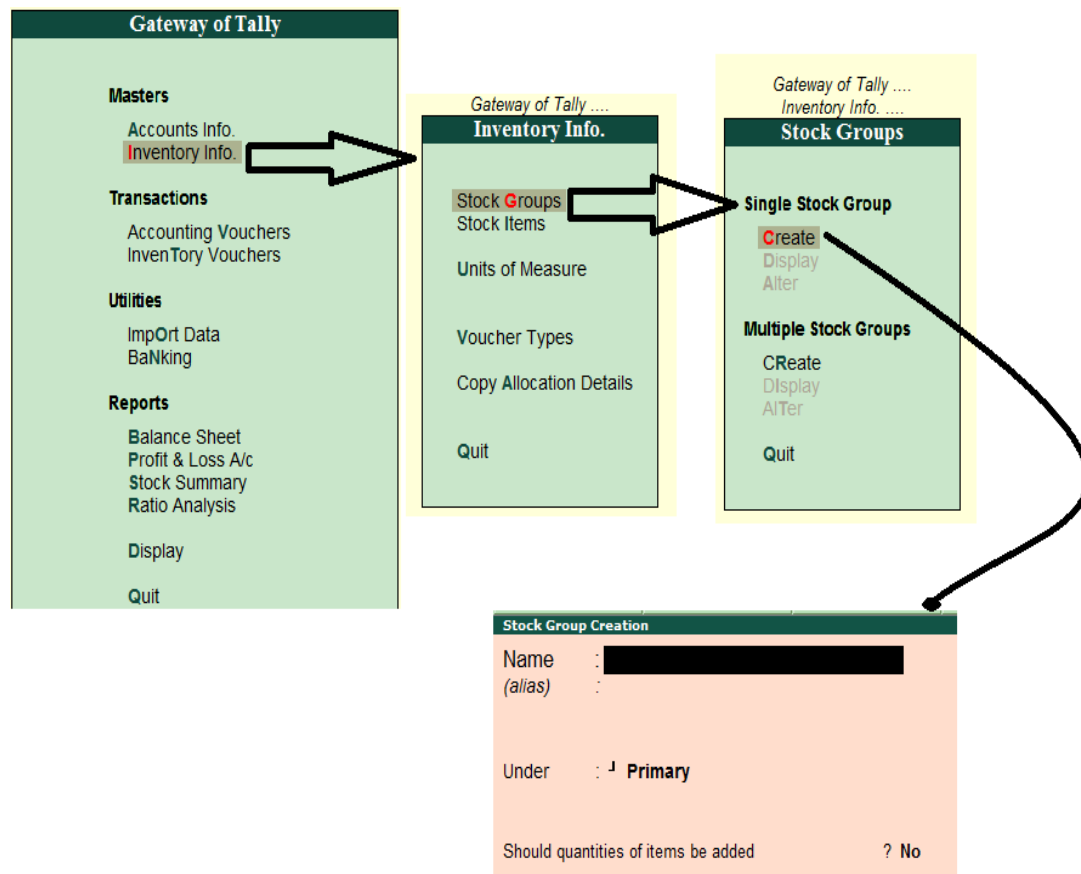 Gateway of Tally
Masters
Accounts Info.
Inventory Info.
Transactions
Accounting Vouchers
InvenTory Vouchers
Utilities
ImpOrt Data
BaNking
Reports
Balance Sheet
Profit & Loss A/c
Stock Summary
Ratio Analysis
Display
Quit
Gateway of Tally ....
Inventory Info.
Stock Groups
Stock Items
Units of Measure
Voucher Types
Copy Allocation Details
Quit
Gateway of Tally ....
Inventory Info. ....
Stock Groups
Single Stock Group
Create
Display
Alter
Multiple Stock Groups
CReate
DIsplay
AlTer
Quit
Stock Group Creation
Name :
(alias) :
Under : ┘ Primary
Should quantities of items be added ? No